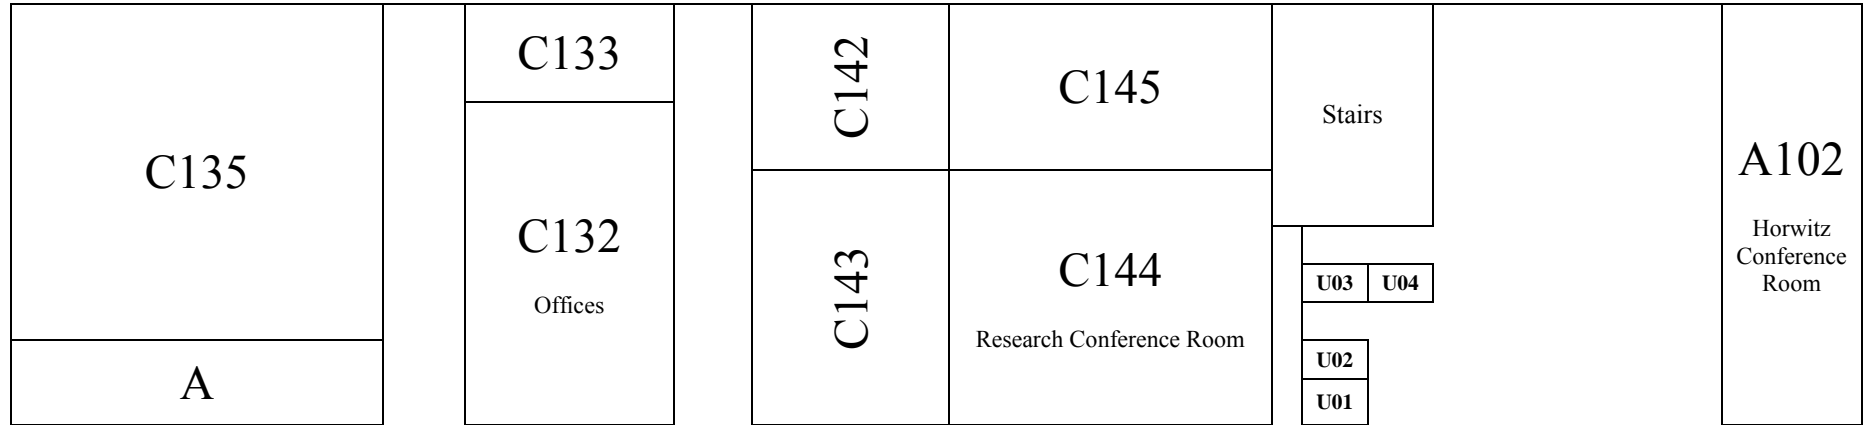 C135
A
C133
C132
Offices
C142
C143
C145
C144
Research Conference Room
Stairs
U03 U04
U02
U01
A102
Horwitz
Conference
Room